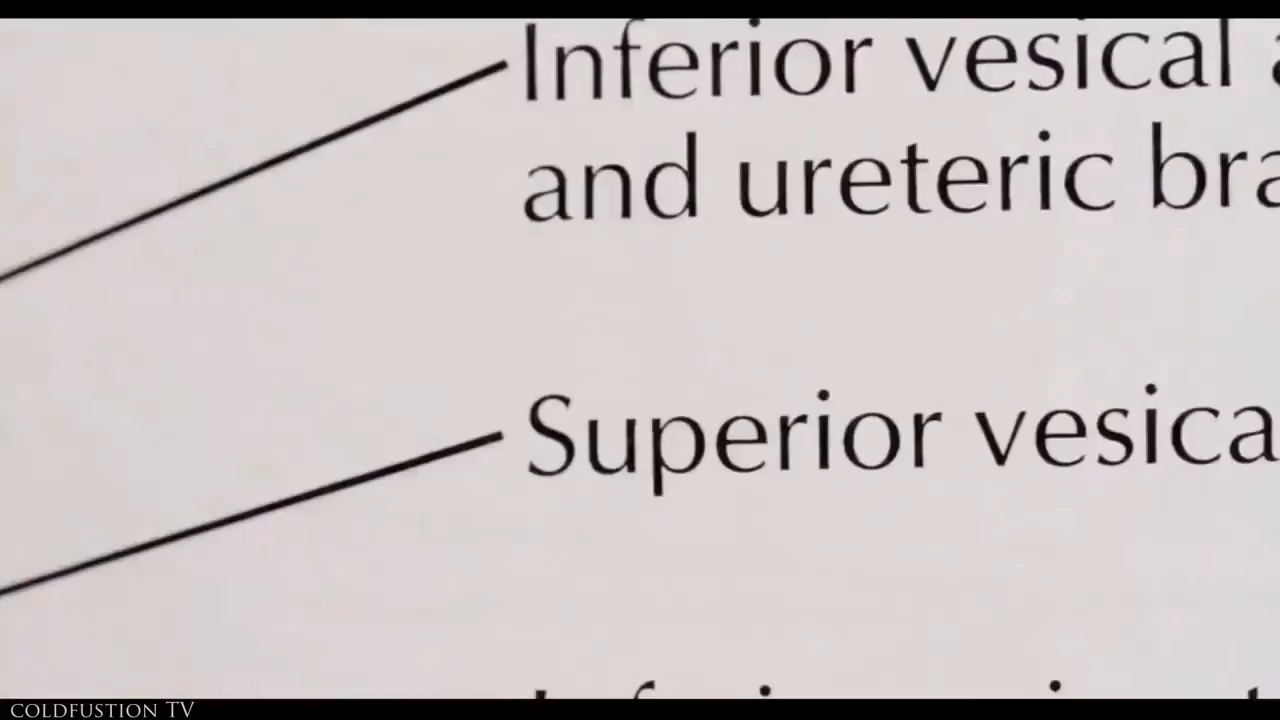 Inferior vesical
and ureteric bra
Superior vesica
COLDFUSTION TV